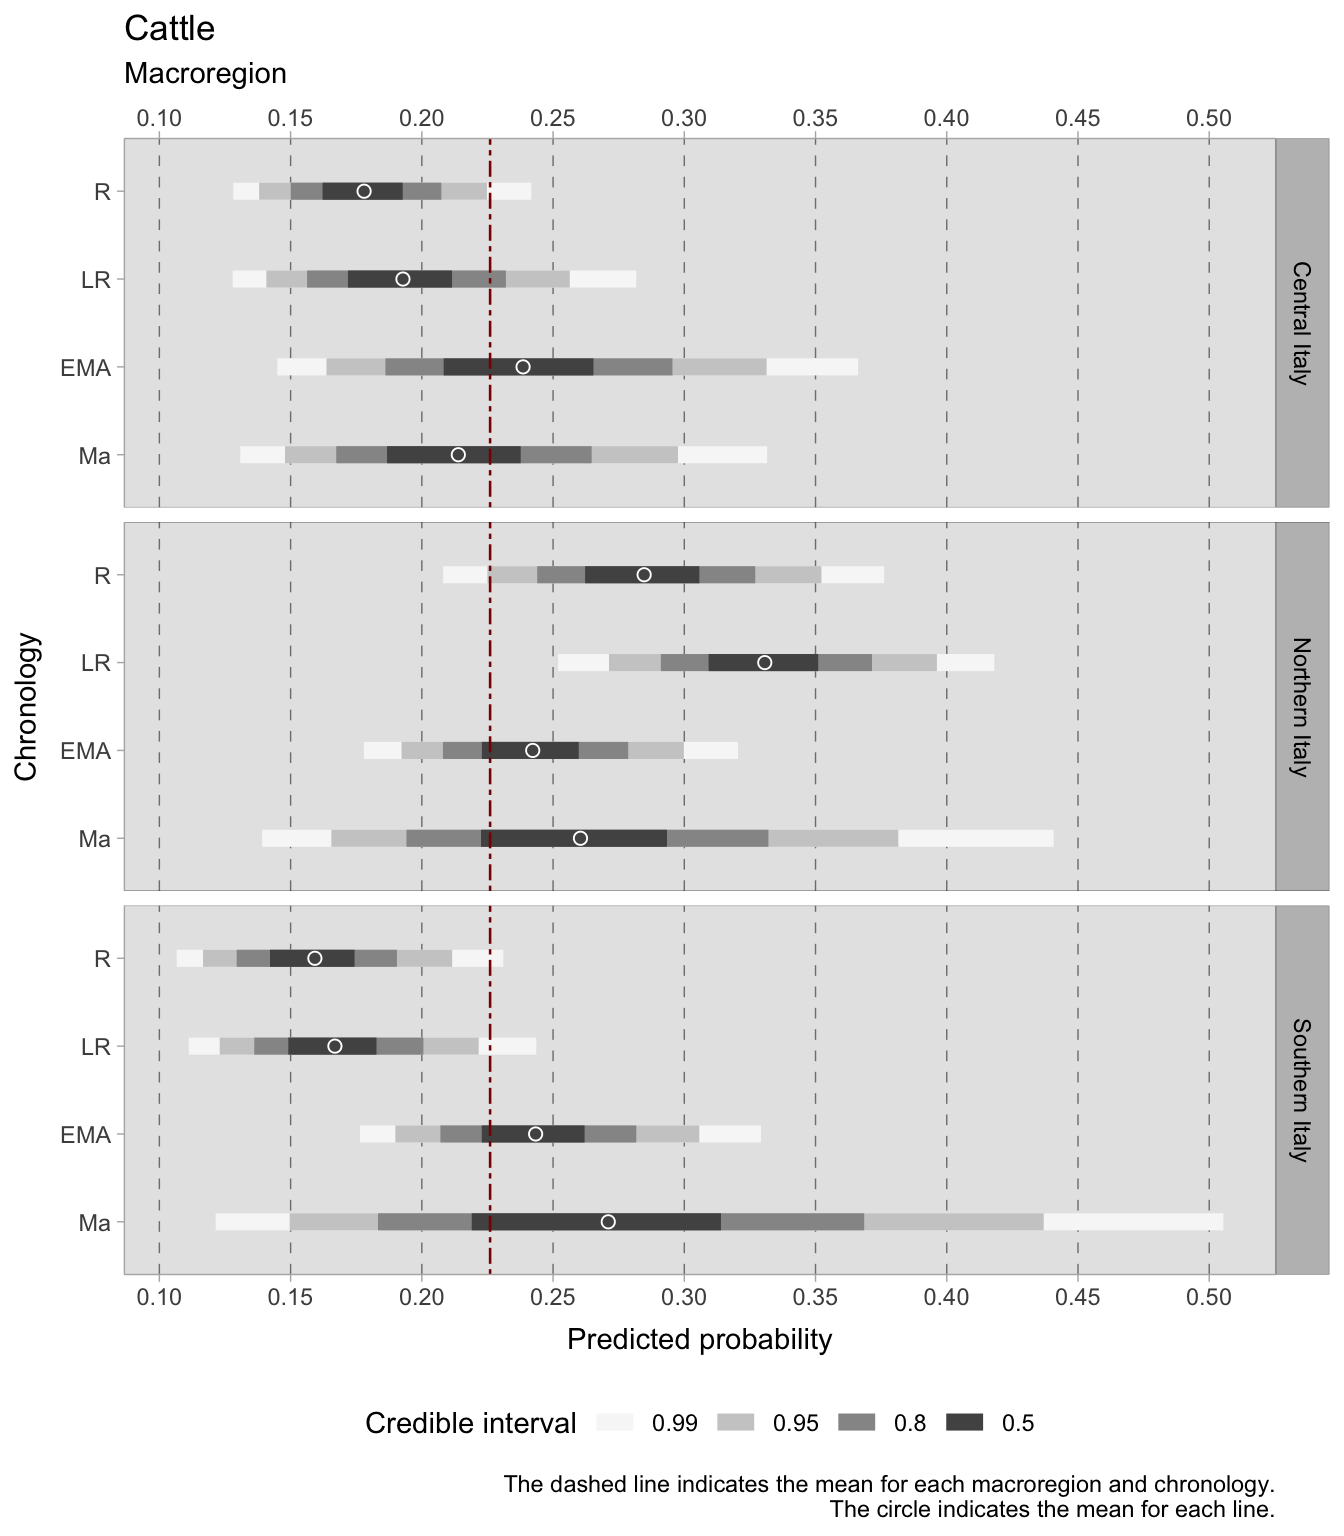 Cattle
Macroregion
0.10 0.15 0.20 0.25 0.30 0.35 0.40 0.45 0.50
R
LR
EMA
Ma
Central Italy
R
LR
EMA
Ma
Northern Italy
Chronology
R
LR
EMA
Ma
Southern Italy
0.10 0.15 0.20 0.25 0.30 0.35 0.40 0.45 0.50
Predicted probability
Credible interval 0.99 0.95 0.8 0.5
The dashed line indicates the mean for each macroregion and chronology.
The circle indicates the mean for each line.